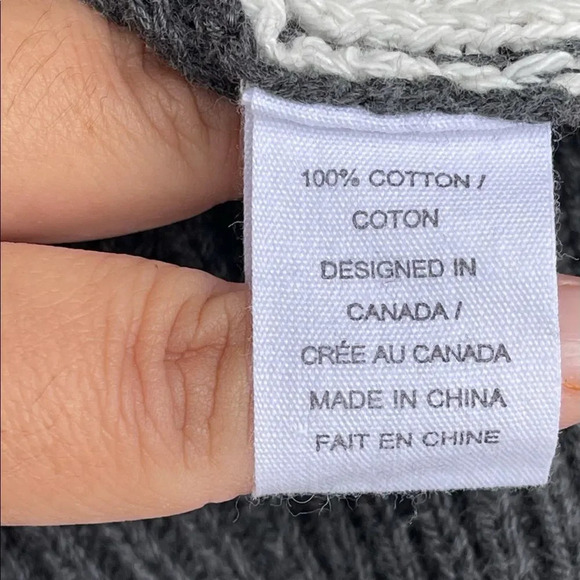 100% COTTON /
COTON
DESIGNED IN
CANADA /
CRÉE AU CANADA
MADE IN CHINA
FAIT EN CHINE